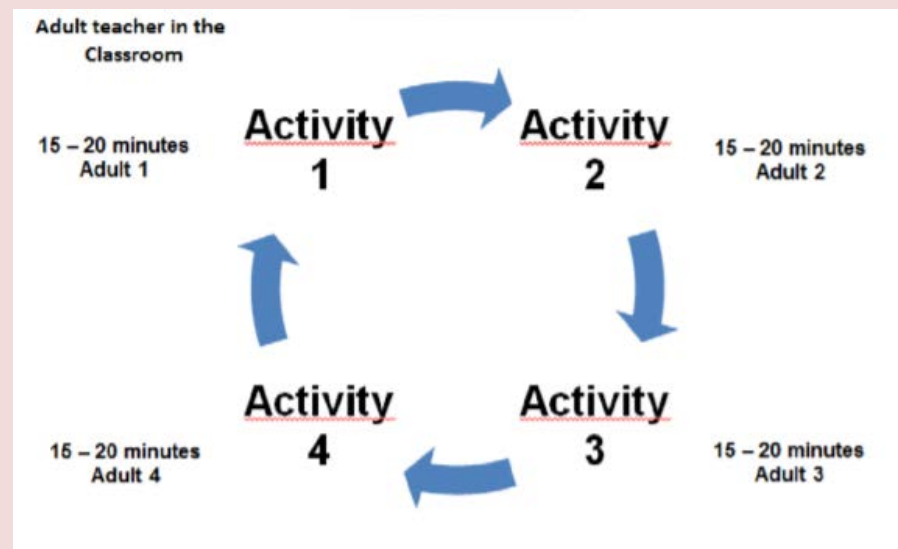 Adult teacher in the
Classroom
Activity
1
15 – 20 minutes
Adult 1
Activity
2
15 – 20 minutes
Adult 2
Activity
3
15 – 20 minutes
Adult 3
Activity
4
15 – 20 minutes
Adult 4